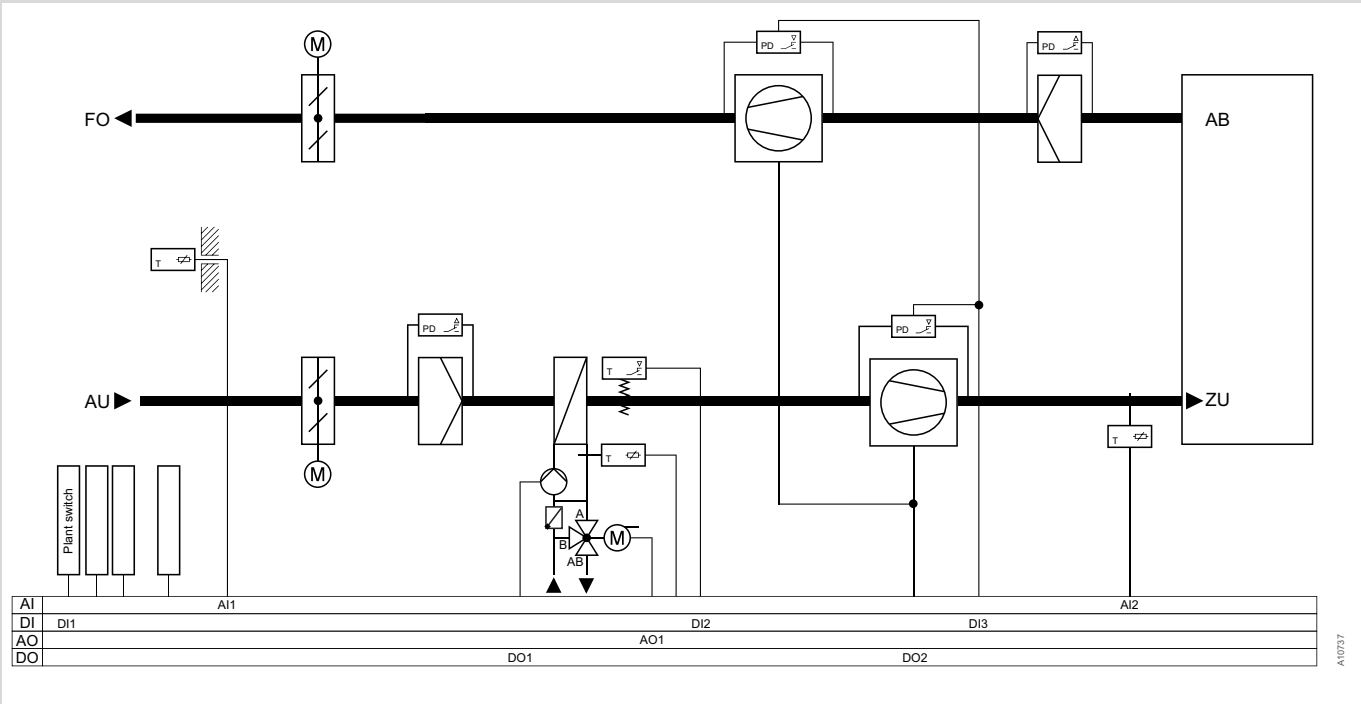 M
PD
PD
FO
AB
T
PD
PD
T
AU
ZU
T
M
T
Plant switch
A
M
B
AB
AI AI1 AI2
DI DI1 DI2 DI3
AO AO1
DO DO1 DO2
A10737